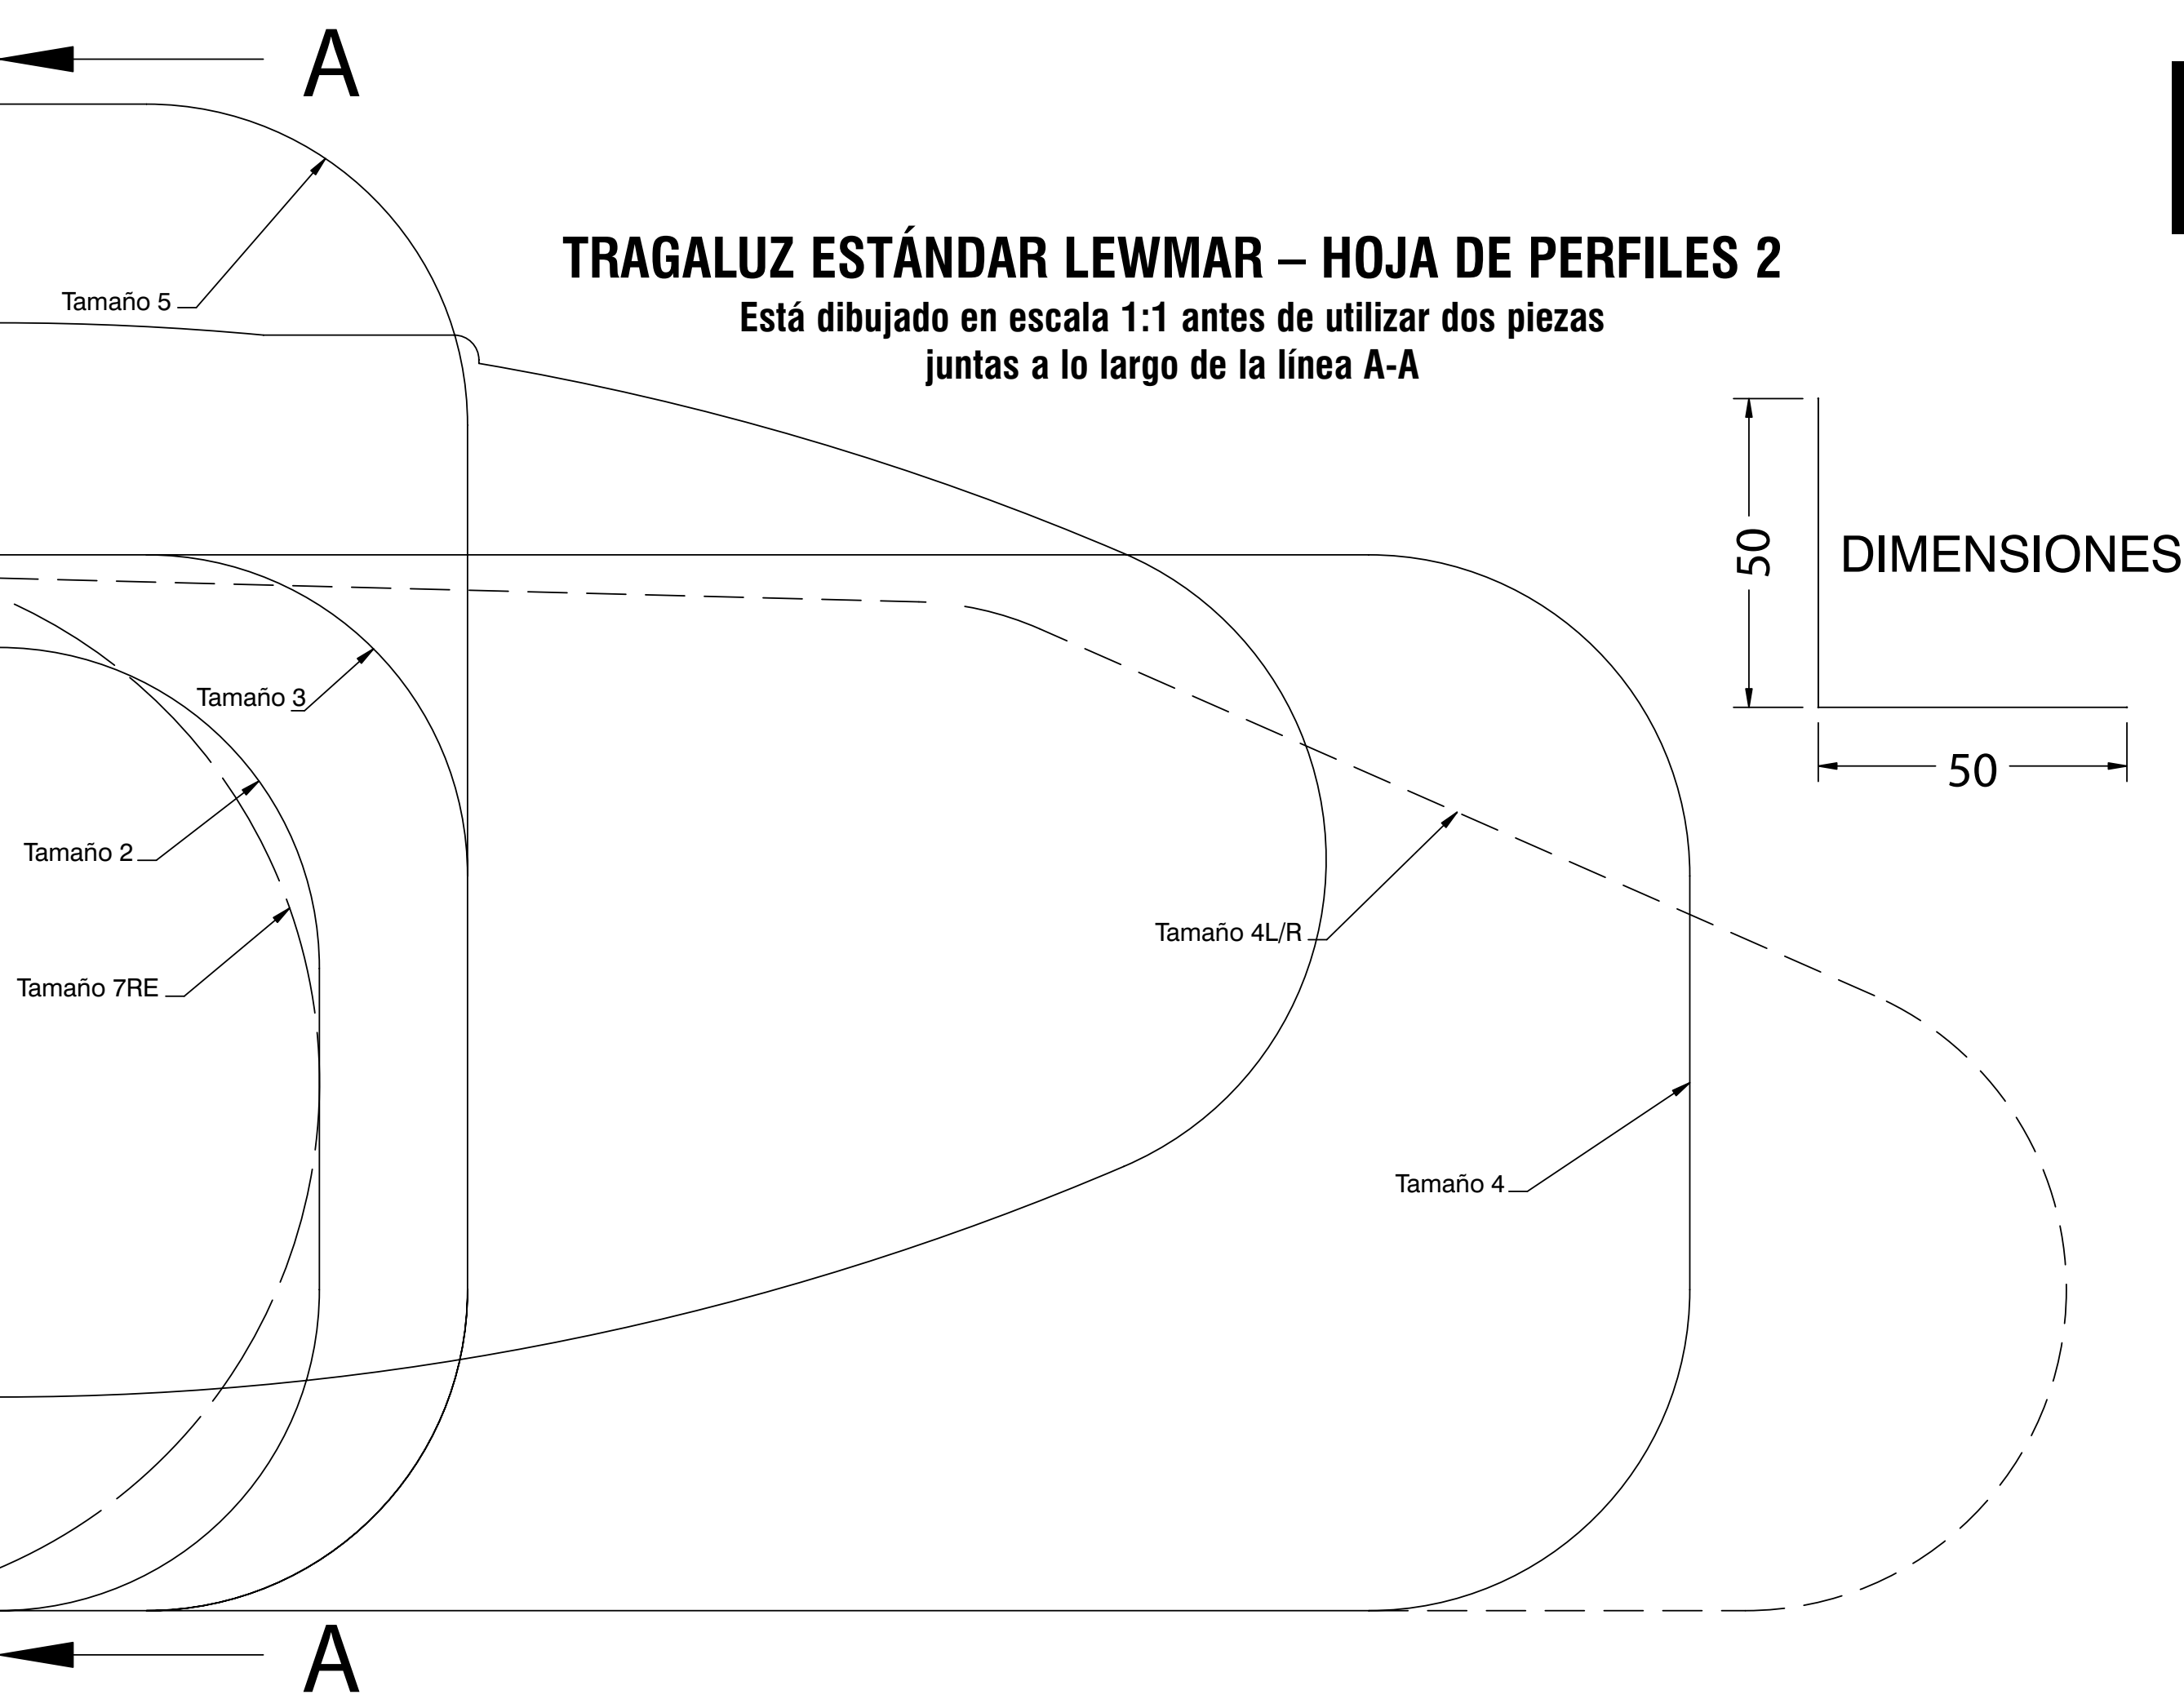 A
TRAGALUZ ESTÁNDAR LEWMAR – HOJA DE PERFILES 2
Está dibujado en escala 1:1 antes de utilizar dos piezas
juntas a lo largo de la línea A-A
Tamaño 5
50
DIMENSIONES
50
Tamaño 3
Tamaño 2
Tamaño 4L/R
Tamaño 7RE
Tamaño 4
A